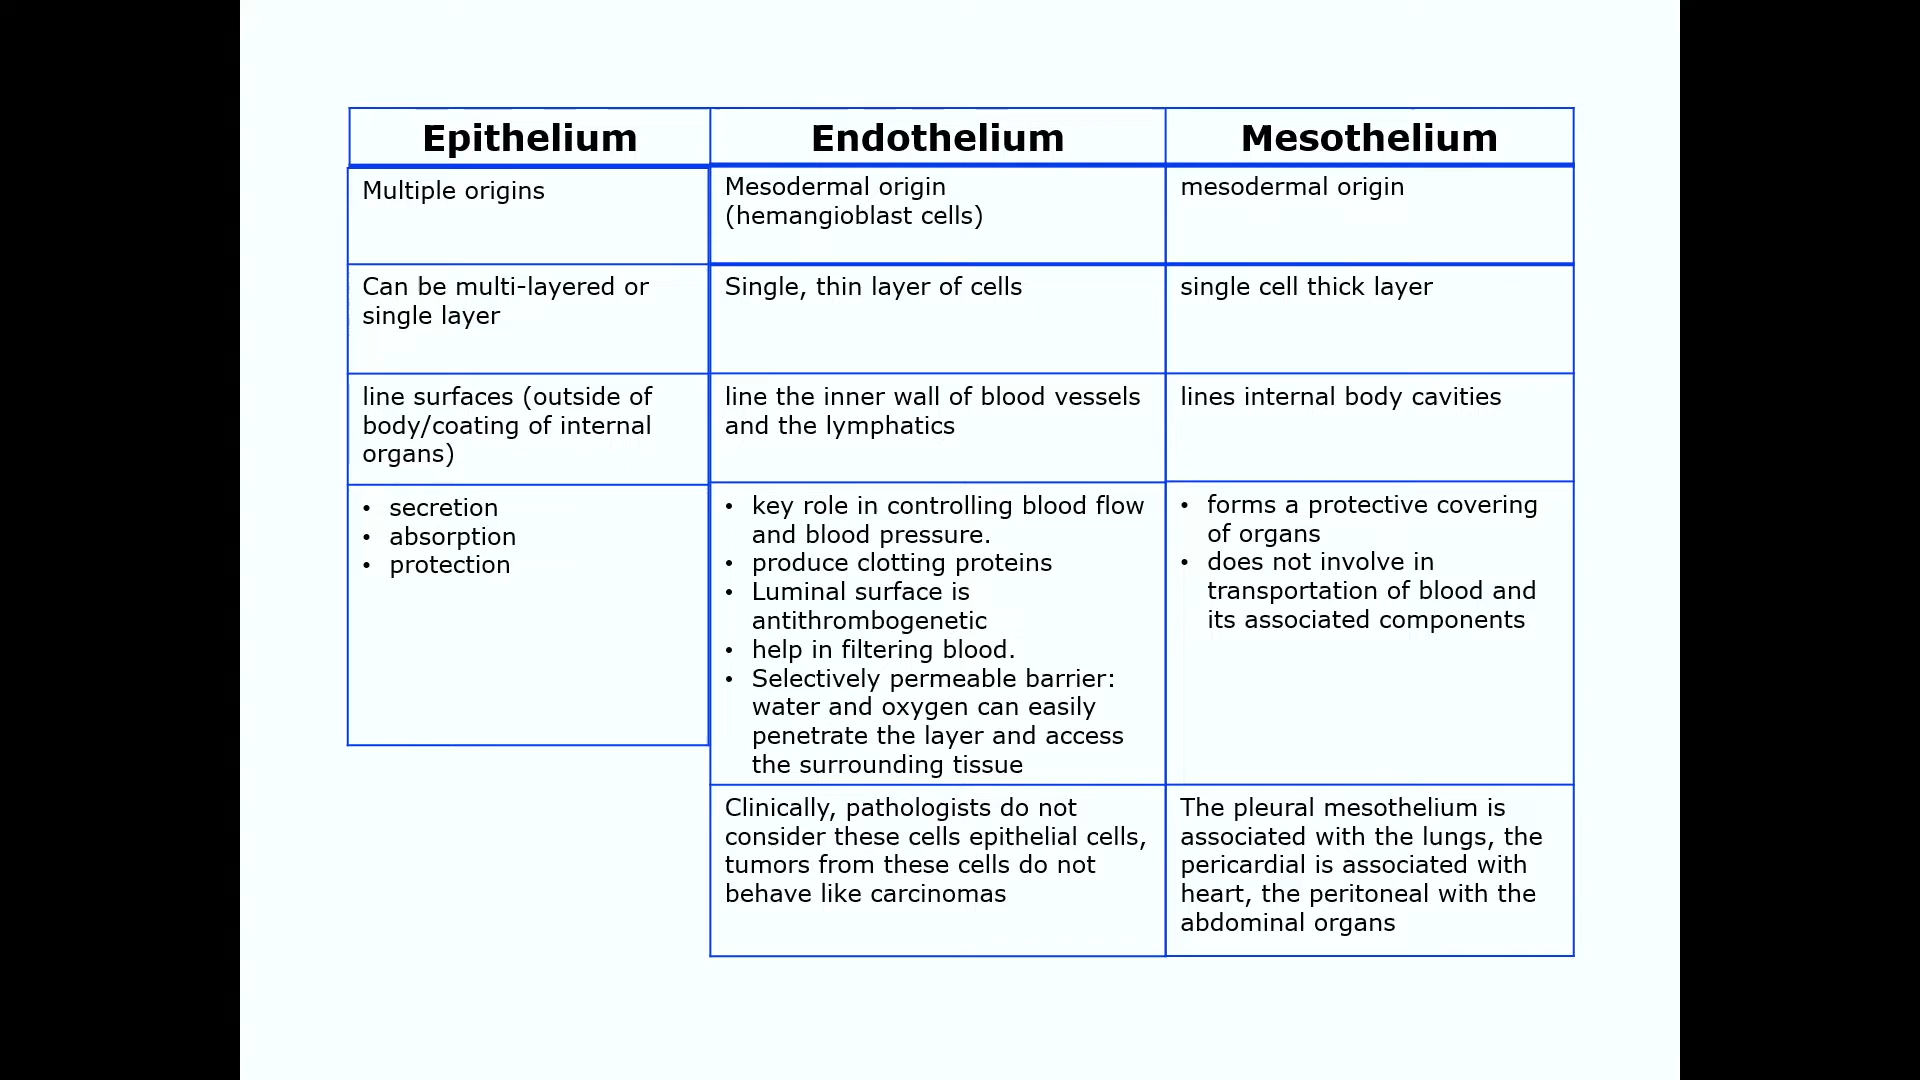 Epithelium
Endothelium
Mesothelium
Multiple origins
Mesodermal origin
(hemangioblast cells)
mesodermal origin
Can be multi-layered or
single layer
Single, thin layer of cells
single cell thick layer
line surfaces (outside of
body/coating of internal
organs)
line the inner wall of blood vessels
and the lymphatics
lines internal body cavities
• secretion
• absorption
• protection
• key role in controlling blood flow
and blood pressure.
• produce clotting proteins
• Luminal surface is
antithrombogenetic
• help in filtering blood.
• Selectively permeable barrier:
water and oxygen can easily
penetrate the layer and access
the surrounding tissue
• forms a protective covering
of organs
• does not involve in
transportation of blood and
its associated components
Clinically, pathologists do not
consider these cells epithelial cells,
tumors from these cells do not
behave like carcinomas
The pleural mesothelium is
associated with the lungs, the
pericardial is associated with
heart, the peritoneal with the
abdominal organs